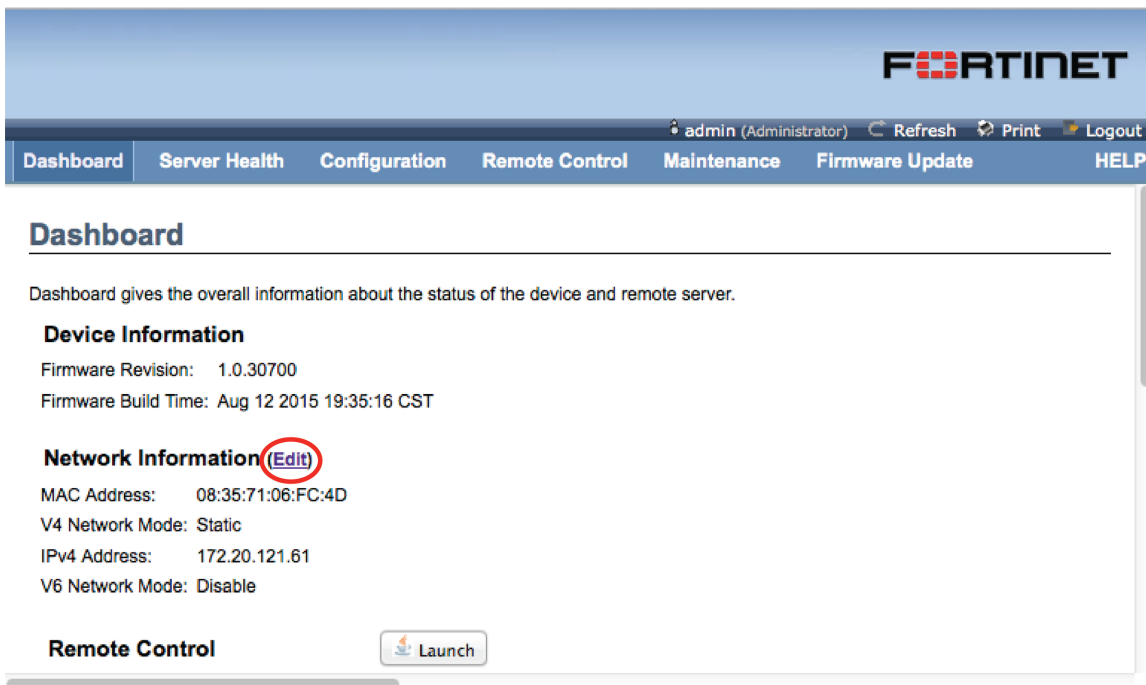 FORTINET
admin (Administrator) Refresh Print Logout
Dashboard Server Health Configuration Remote Control Maintenance Firmware Update HELP
Dashboard
Dashboard gives the overall information about the status of the device and remote server.
Device Information
Firmware Revision: 1.0.30700
Firmware Build Time: Aug 12 2015 19:35:16 CST
Network Information (Edit)
MAC Address: 08:35:71:06:FC:4D
V4 Network Mode: Static
IPv4 Address: 172.20.121.61
V6 Network Mode: Disable
Remote Control Launch